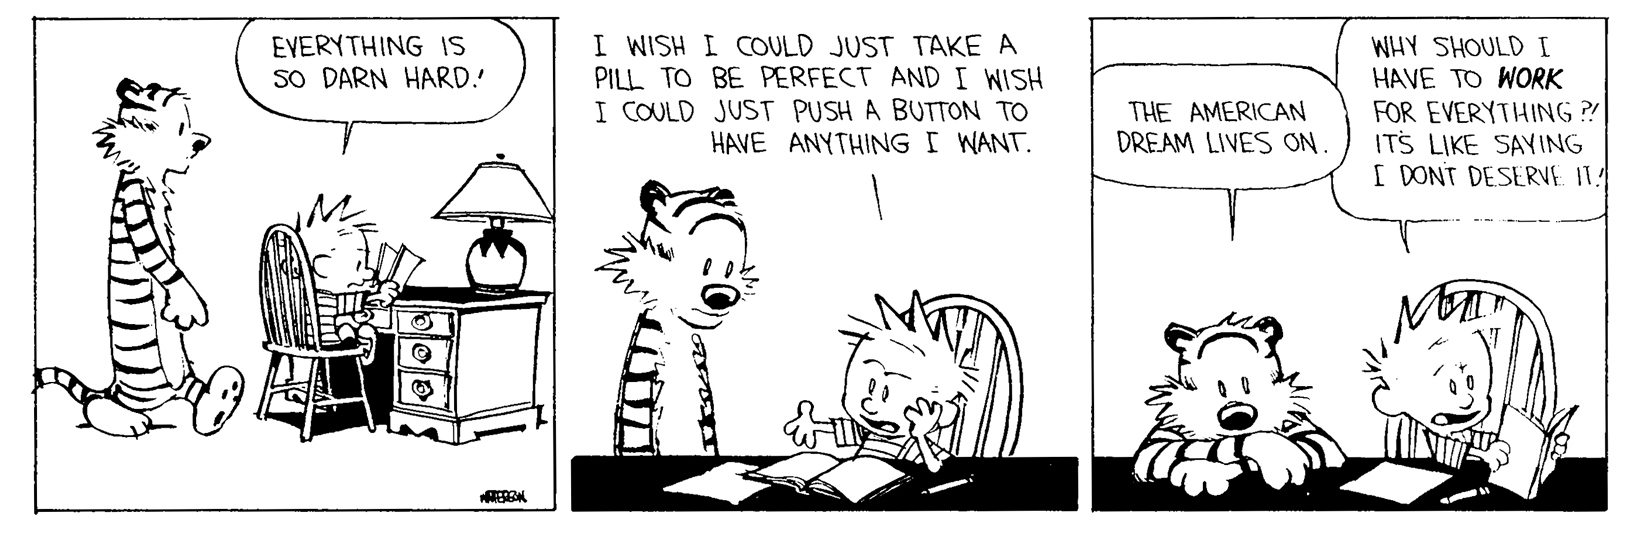 EVERYTHING IS
SO DARN HARD!
WATTERSON
I WISH I COULD JUST TAKE A
PILL TO BE PERFECT AND I WISH
I COULD JUST PUSH A BUTTON TO
HAVE ANYTHING I WANT.
THE AMERICAN
DREAM LIVES ON.
WHY SHOULD I
HAVE TO WORK
FOR EVERYTHING?!
IT'S LIKE SAYING
I DON'T DESERVE IT!